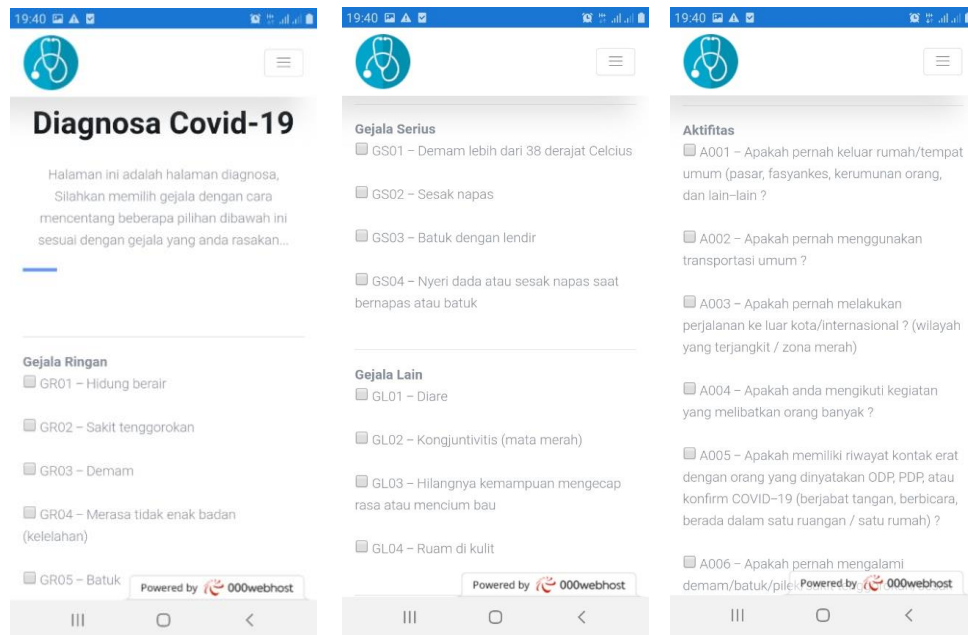 19:40
Diagnosa Covid-19
Halaman ini adalah halaman diagnosa,
Silahkan memilih gejala dengan cara
mencentang beberapa pilihan dibawah ini
sesuai dengan gejala yang anda rasakan...
Gejala Ringan
GR01 – Hidung berair
GR02 – Sakit tenggorokan
GR03 – Demam
GR04 – Merasa tidak enak badan
(kelelahan)
GR05 – Batuk
Powered by 000webhost
19:40
Gejala Serius
GS01 – Demam lebih dari 38 derajat Celcius
GS02 – Sesak napas
GS03 – Batuk dengan lendir
GS04 – Nyeri dada atau sesak napas saat
bernapas atau batuk
Gejala Lain
GL01 – Diare
GL02 – Kongjuntivitis (mata merah)
GL03 – Hilangnya kemampuan mengecap
rasa atau mencium bau
GL04 – Ruam di kulit
Powered by 000webhost
19:40
Aktifitas
A001 – Apakah pernah keluar rumah/tempat
umum (pasar, fasyankes, kerumunan orang,
dan lain–lain ?
A002 – Apakah pernah menggunakan
transportasi umum ?
A003 – Apakah pernah melakukan
perjalanan ke luar kota/internasional ? (wilayah
yang terjangkit / zona merah)
A004 – Apakah anda mengikuti kegiatan
yang melibatkan orang banyak ?
A005 – Apakah memiliki riwayat kontak erat
dengan orang yang dinyatakan ODP, PDP, atau
konfirm COVID–19 (berjabat tangan, berbicara,
berada dalam satu ruangan / satu rumah) ?
A006 – Apakah pernah mengalami
demam/batuk/pilek
Powered by 000webhost